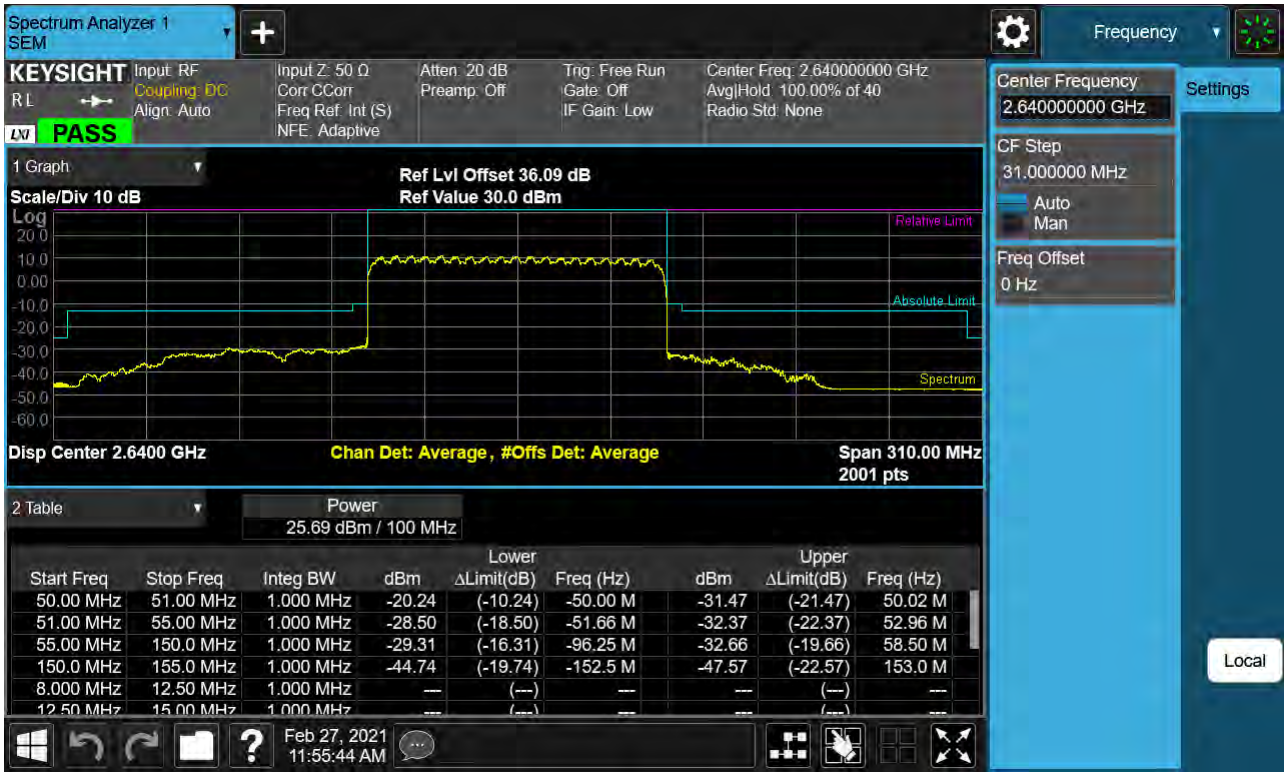 Spectrum Analyzer 1
SEM
Frequency
KEYSIGHT
RL
LXI PASS
Input: RF
Coupling: DC
Align: Auto
Input Z: 50 Ω
Corr CCorr
Freq Ref: Int (S)
NFE: Adaptive
Atten: 20 dB
Preamp: Off
Trig: Free Run
Gate: Off
IF Gain: Low
Center Freq: 2.640000000 GHz
Avg|Hold: 100.00% of 40
Radio Std: None
Center Frequency
2.640000000 GHz
Settings
CF Step
31.000000 MHz
Auto
Man
Freq Offset
0 Hz
1 Graph
Scale/Div 10 dB
Ref Lvl Offset 36.09 dB
Ref Value 30.0 dBm
Log
20.0
10.0
0.00
-10.0
-20.0
-30.0
-40.0
-50.0
-60.0
Relative Limit
Absolute Limit
Spectrum
Disp Center 2.6400 GHz
Chan Det: Average, #Offs Det: Average
Span 310.00 MHz
2001 pts
2 Table
Power
25.69 dBm / 100 MHz
Lower Upper
Start Freq Stop Freq Integ BW dBm ΔLimit(dB) Freq (Hz) dBm ΔLimit(dB) Freq (Hz)
50.00 MHz 51.00 MHz 1.000 MHz -20.24 (-10.24) -50.00 M -31.47 (-21.47) 50.02 M
51.00 MHz 55.00 MHz 1.000 MHz -28.50 (-18.50) -51.66 M -32.37 (-22.37) 52.96 M
55.00 MHz 150.0 MHz 1.000 MHz -29.31 (-16.31) -96.25 M -32.66 (-19.66) 58.50 M
150.0 MHz 155.0 MHz 1.000 MHz -44.74 (-19.74) -152.5 M -47.57 (-22.57) 153.0 M
8.000 MHz 12.50 MHz 1.000 MHz --- (---) --- --- (---) ---
12.50 MHz 15.00 MHz 1.000 MHz --- (---) --- --- (---) ---
Local
?
Feb 27, 2021
11:55:44 AM